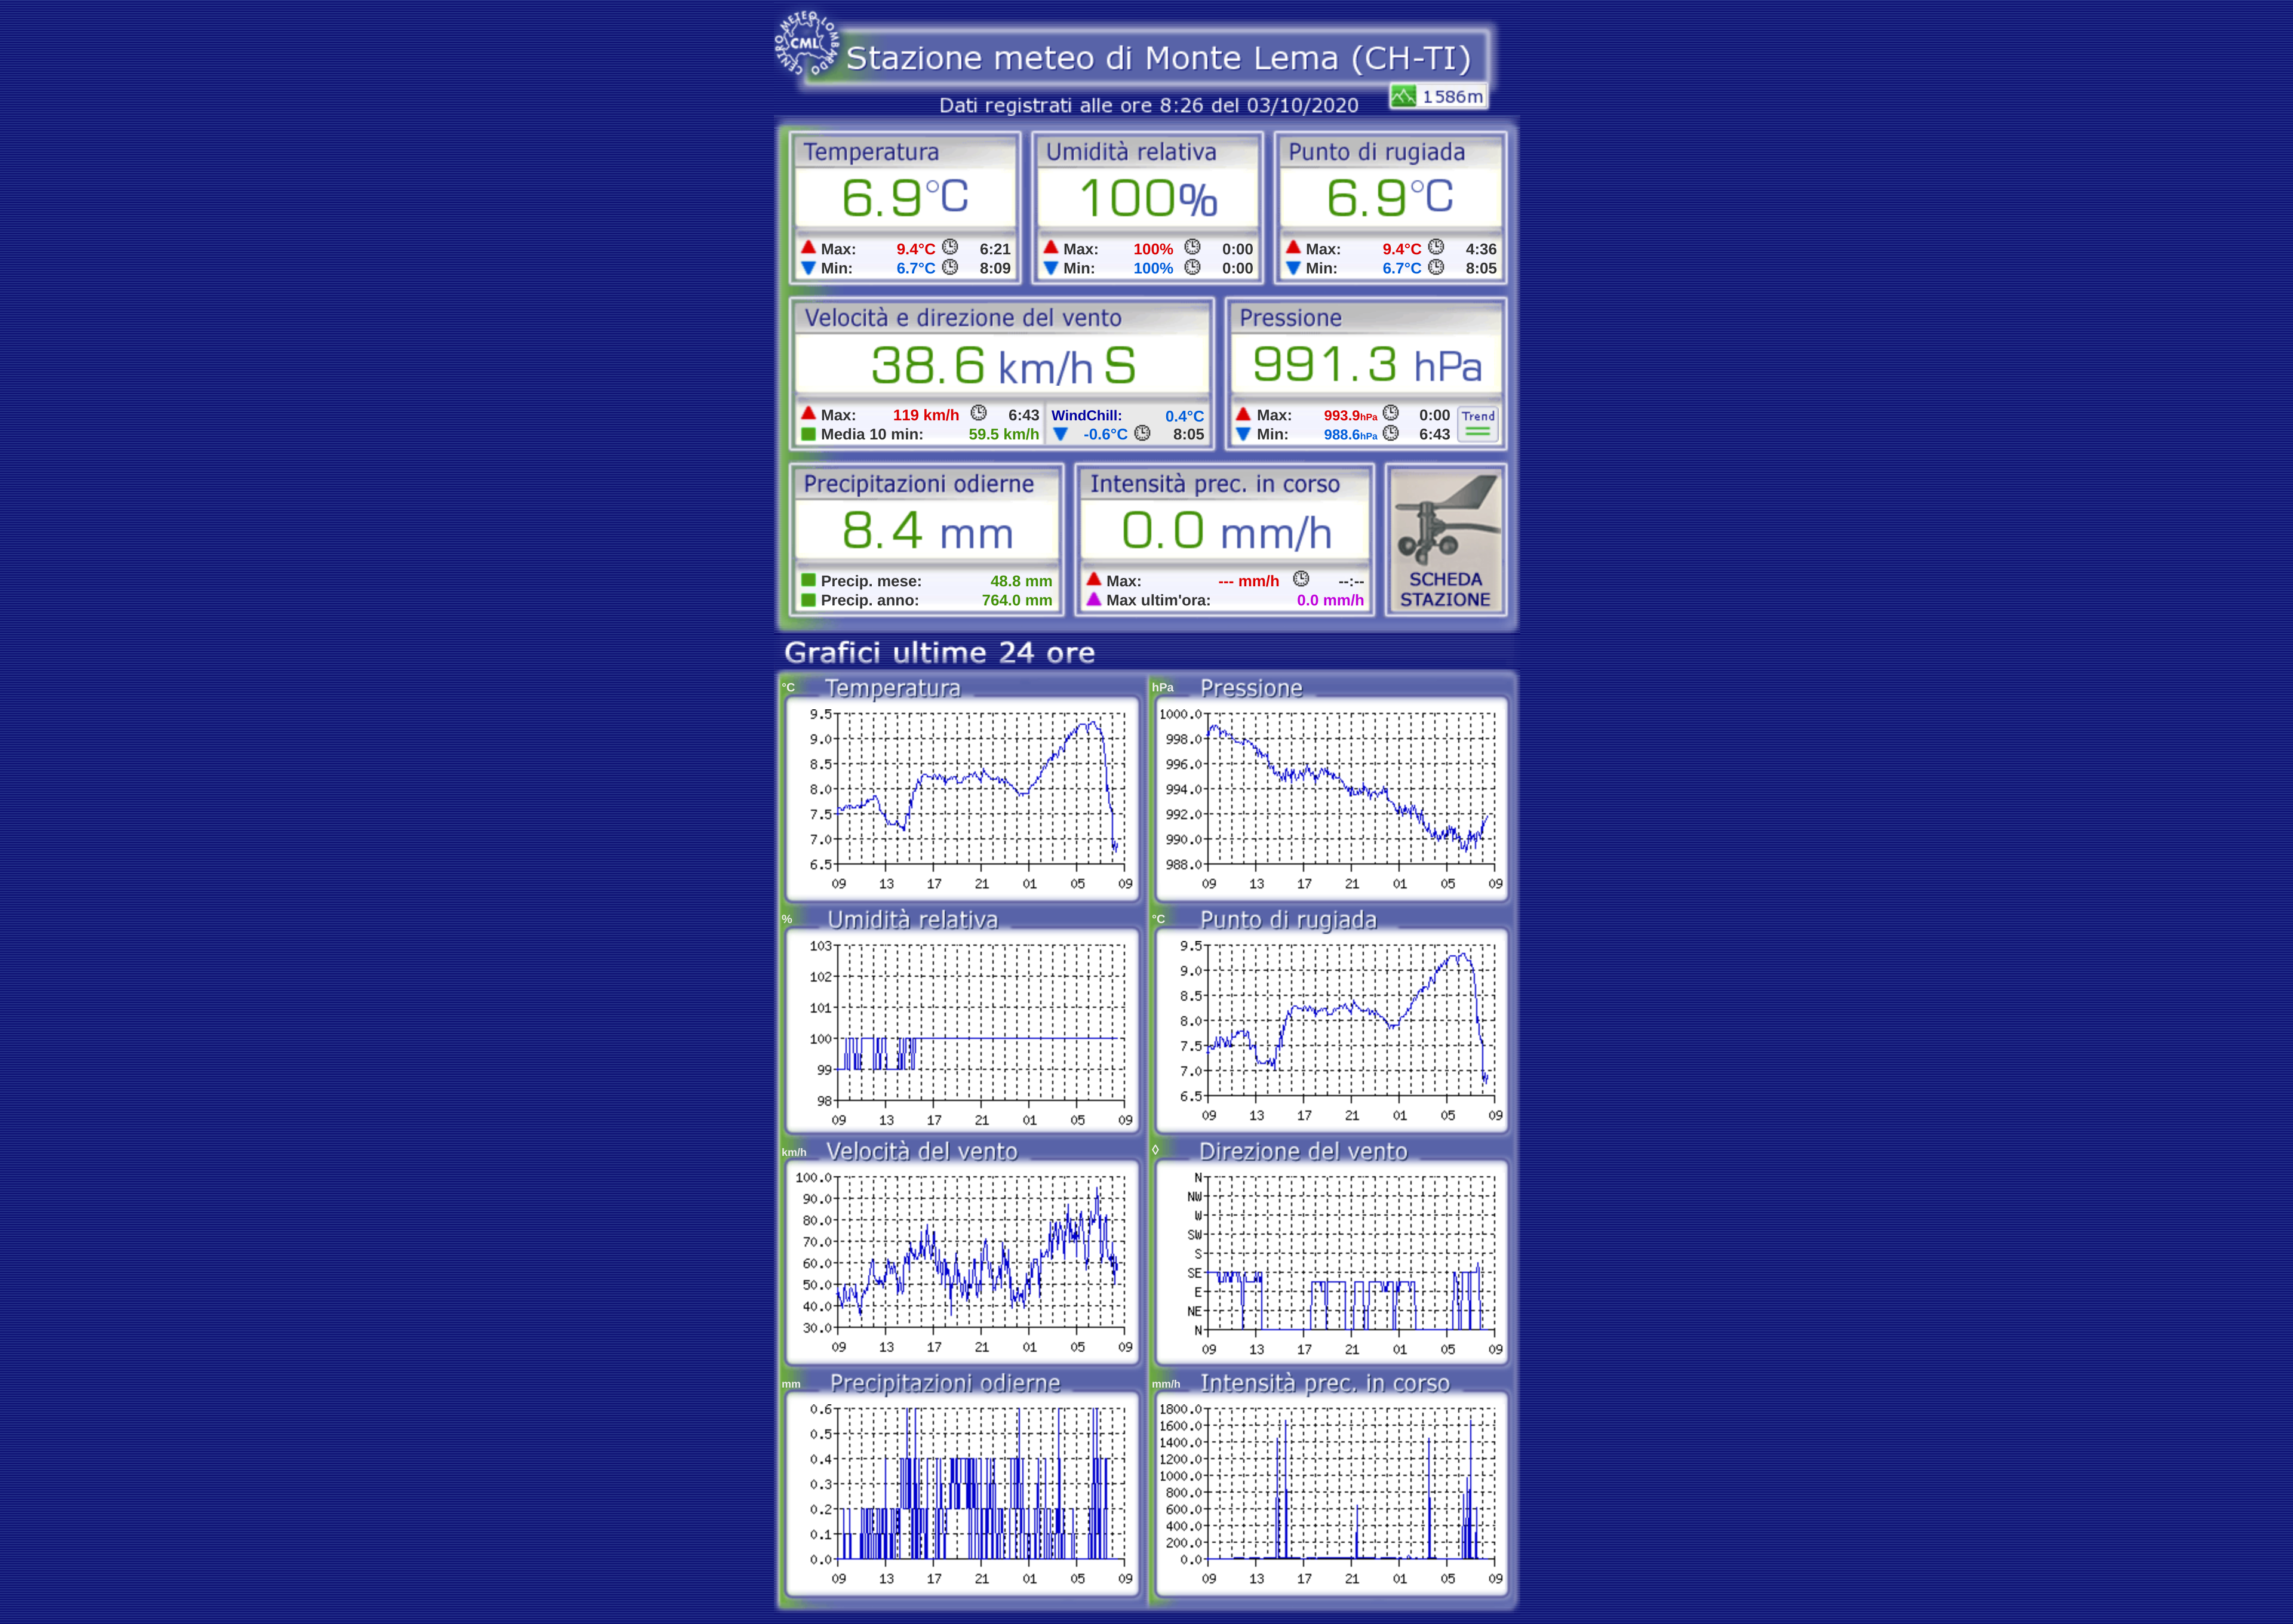 CENTRO METEO LOMBARDO
CML
Stazione meteo di Monte Lema (CH-TI)
Dati registrati alle ore 8:26 del 03/10/2020
1586m
Temperatura
6.9°C
Max: 9.4°C 6:21
Min: 6.7°C 8:09
Umidità relativa
100%
Max: 100% 0:00
Min: 100% 0:00
Punto di rugiada
6.9°C
Max: 9.4°C 4:36
Min: 6.7°C 8:05
Velocità e direzione del vento
38.6 km/h S
Max: 119 km/h 6:43
Media 10 min: 59.5 km/h
WindChill: 0.4°C
-0.6°C 8:05
Pressione
991.3 hPa
Max: 993.9hPa 0:00
Min: 988.6hPa 6:43
Trend
Precipitazioni odierne
8.4 mm
Precip. mese: 48.8 mm
Precip. anno: 764.0 mm
Intensità prec. in corso
0.0 mm/h
Max: --- mm/h --:--
Max ultim'ora: 0.0 mm/h
SCHEDA
STAZIONE
Grafici ultime 24 ore
°C Temperatura
9.5
9.0
8.5
8.0
7.5
7.0
6.5
09 13 17 21 01 05 09
hPa Pressione
1000.0
998.0
996.0
994.0
992.0
990.0
988.0
09 13 17 21 01 05 09
% Umidità relativa
103
102
101
100
99
98
09 13 17 21 01 05 09
°C Punto di rugiada
9.5
9.0
8.5
8.0
7.5
7.0
6.5
09 13 17 21 01 05 09
km/h Velocità del vento
100.0
90.0
80.0
70.0
60.0
50.0
40.0
30.0
09 13 17 21 01 05 09
◊ Direzione del vento
N
NW
W
SW
S
SE
E
NE
N
09 13 17 21 01 05 09
mm Precipitazioni odierne
0.6
0.5
0.4
0.3
0.2
0.1
0.0
09 13 17 21 01 05 09
mm/h Intensità prec. in corso
1800.0
1600.0
1400.0
1200.0
1000.0
800.0
600.0
400.0
200.0
0.0
09 13 17 21 01 05 09